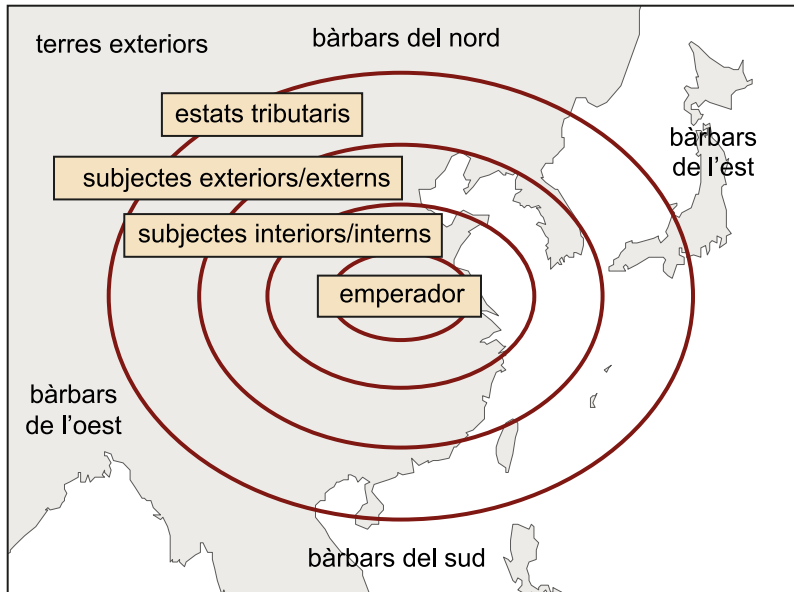 terres exteriors
bàrbars del nord
estats tributaris
bàrbars
de l'est
subjectes exteriors/externs
subjectes interiors/interns
emperador
bàrbars
de l'oest
bàrbars del sud